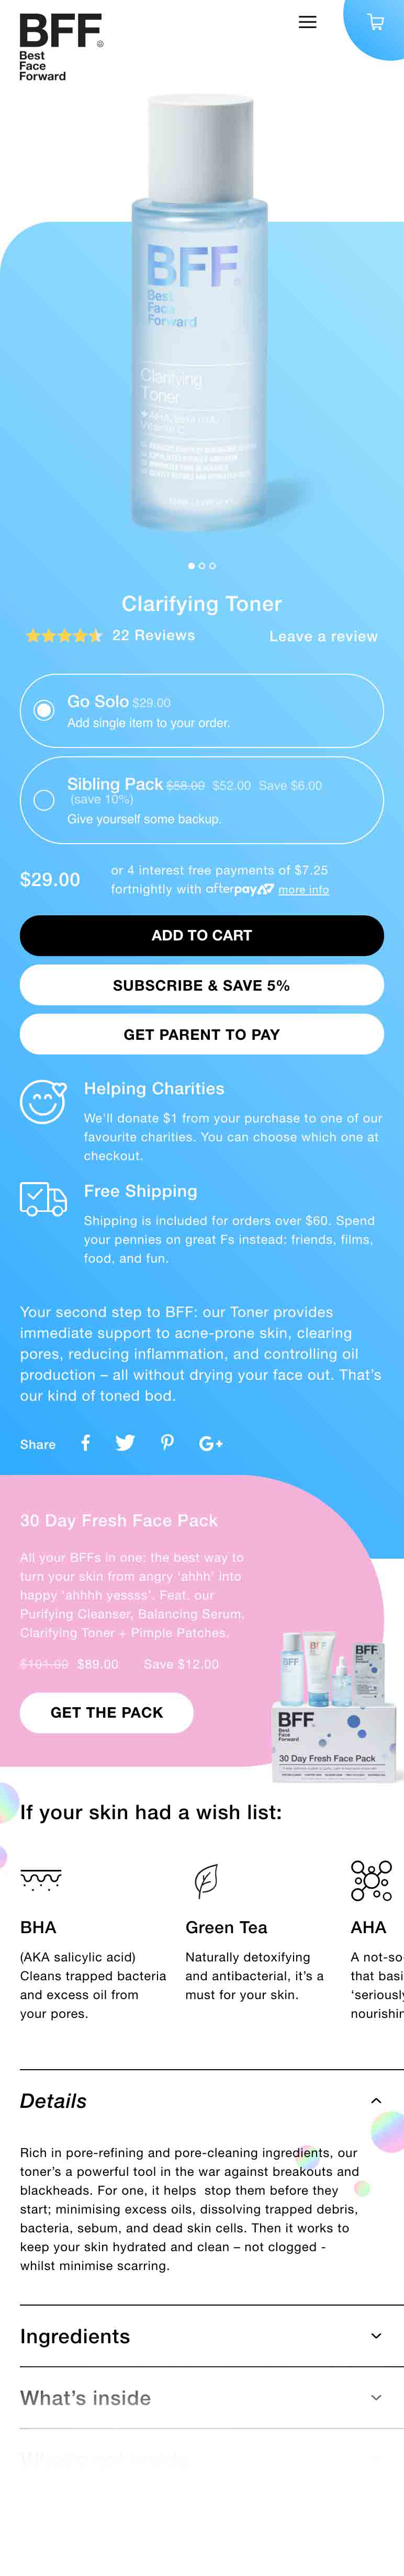 BFF
Best
Face
Forward
BFF
Best
Face
Forward
Clarifying
Toner
Clarifying Toner
22 Reviews
Leave a review
Go Solo $29.00
Add single item to your order.
Sibling Pack $58.00 $52.00 Save $6.00
(save 10%)
Give yourself some backup.
$29.00
or 4 interest free payments of $7.25
fortnightly with afterpay more info
ADD TO CART
SUBSCRIBE & SAVE 5%
GET PARENT TO PAY
Helping Charities
We'll donate $1 from your purchase to one of our
favourite charities. You can choose which one at
checkout.
Free Shipping
Shipping is included for orders over $60. Spend
your pennies on great Fs instead: friends, films,
food, and fun.
Your second step to BFF: our Toner provides
immediate support to acne-prone skin, clearing
pores, reducing inflammation, and controlling oil
production – all without drying your face out. That's
our kind of toned bod.
Share
G+
30 Day Fresh Face Pack
All your BFFs in one: the best way to
turn your skin from angry 'ahhh' into
happy 'ahhhh yessss'. Feat. our
Purifying Cleanser, Balancing Serum,
Clarifying Toner + Pimple Patches.
$101.00 $89.00 Save $12.00
GET THE PACK
BFF
BFF
BFF
BFF
Best
Face
Forward
30 Day Fresh Face Pack
If your skin had a wish list:
BHA
(AKA salicylic acid)
Cleans trapped bacteria
and excess oil from
your pores.
Green Tea
Naturally detoxifying
and antibacterial, it's a
must for your skin.
AHA
A not-so
that basi
'seriously
nourishin
Details
Rich in pore-refining and pore-cleaning ingredients, our
toner's a powerful tool in the war against breakouts and
blackheads. For one, it helps stop them before they
start; minimising excess oils, dissolving trapped debris,
bacteria, sebum, and dead skin cells. Then it works to
keep your skin hydrated and clean – not clogged -
whilst minimise scarring.
Ingredients
What's inside